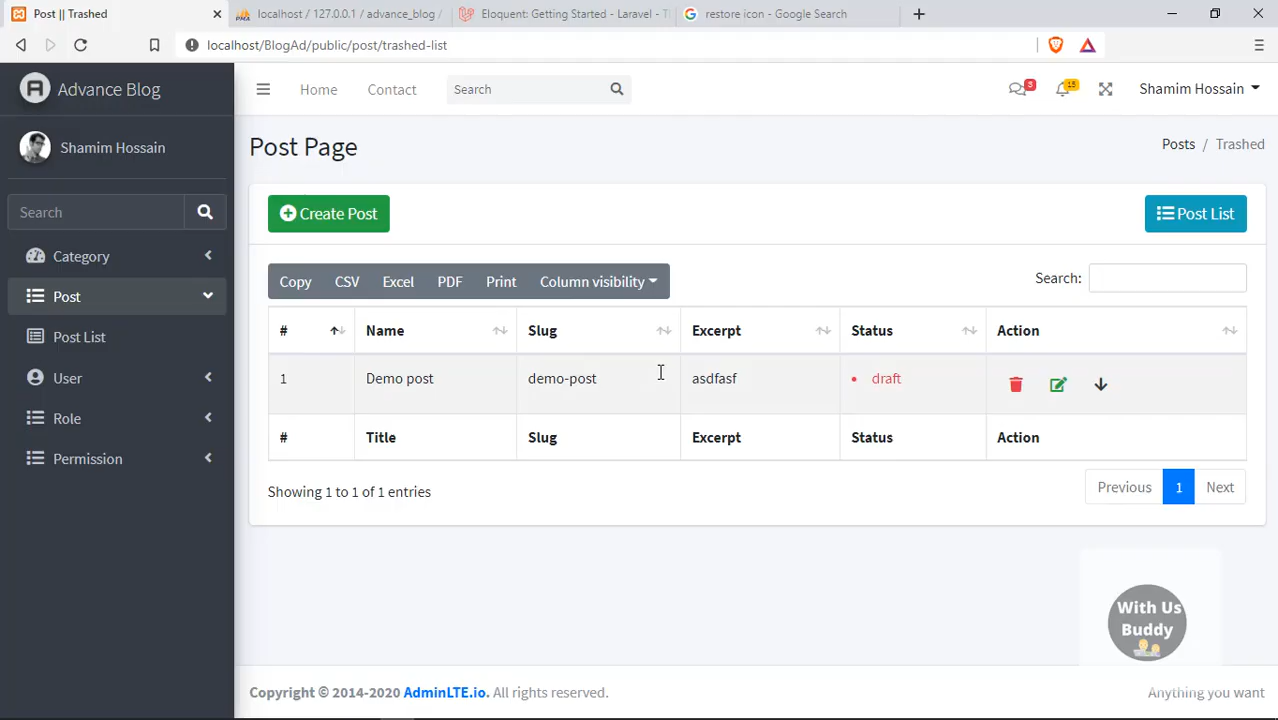 Post || Trashed
localhost / 127.0.0.1 / advance_blog /
Eloquent: Getting Started - Laravel - T
restore icon - Google Search
localhost/BlogAd/public/post/trashed-list
A Advance Blog
Home Contact Search
3
15
Shamim Hossain
Shamim Hossain
Search
Category
Post
Post List
User
Role
Permission
Post Page
Posts / Trashed
Create Post
Post List
Copy CSV Excel PDF Print Column visibility
Search:
# Name Slug Excerpt Status Action
1 Demo post demo-post asdfasf • draft
# Title Slug Excerpt Status Action
Showing 1 to 1 of 1 entries
Previous 1 Next
With Us
Buddy
Copyright © 2014-2020 AdminLTE.io. All rights reserved.
Anything you want